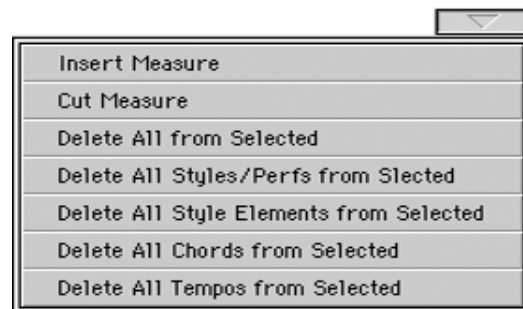 Insert Measure
Cut Measure
Delete All from Selected
Delete All Styles/Perfs from Slected
Delete All Style Elements from Selected
Delete All Chords from Selected
Delete All Tempos from Selected